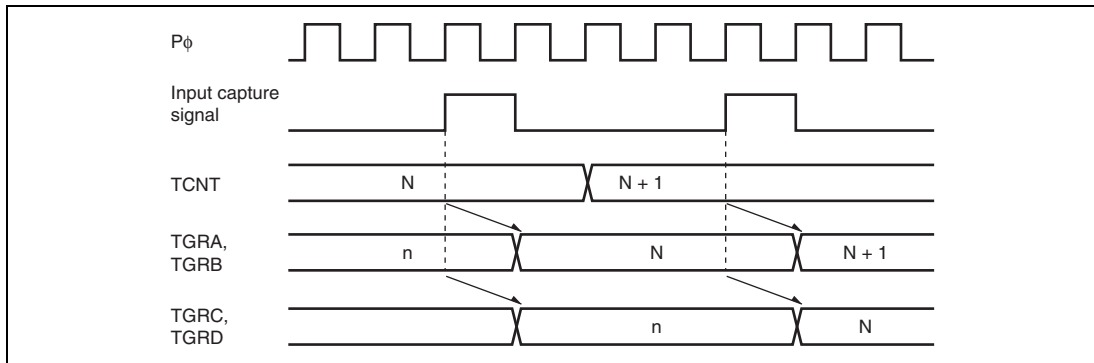 Pϕ
Input capture
signal
TCNT
N
N + 1
TGRA,
TGRB
n
N
N + 1
TGRC,
TGRD
n
N